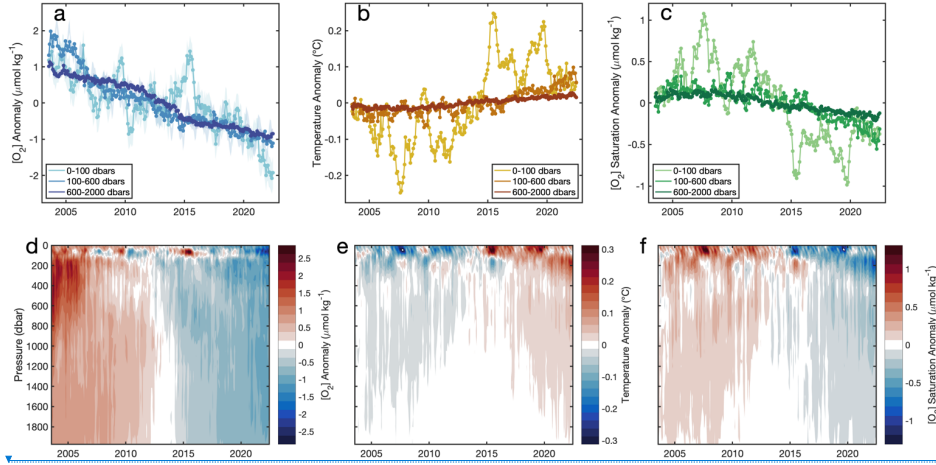 a
b
c
[O₂] Anomaly (μmol kg⁻¹)
2
1
0
-1
-2
0-100 dbars
100-600 dbars
600-2000 dbars
2005 2010 2015 2020
Temperature Anomaly (°C)
0.2
0.1
0
-0.1
-0.2
0-100 dbars
100-600 dbars
600-2000 dbars
2005 2010 2015 2020
[O₂] Saturation Anomaly (μmol kg⁻¹)
1
0.5
0
-0.5
-1
0-100 dbars
100-600 dbars
600-2000 dbars
2005 2010 2015 2020
d
Pressure (dbar)
0
200
400
600
800
1000
1200
1400
1600
1800
2005 2010 2015 2020
2.5
2
1.5
1
0.5
0
-0.5
-1
-1.5
-2
-2.5
[O₂] Anomaly (μmol kg⁻¹)
e
2005 2010 2015 2020
0.3
0.2
0.1
0
-0.1
-0.2
-0.3
Temperature Anomaly (°C)
f
2005 2010 2015 2020
1
0.5
0
-0.5
-1
[O₂] Saturation Anomaly (μmol kg⁻¹)